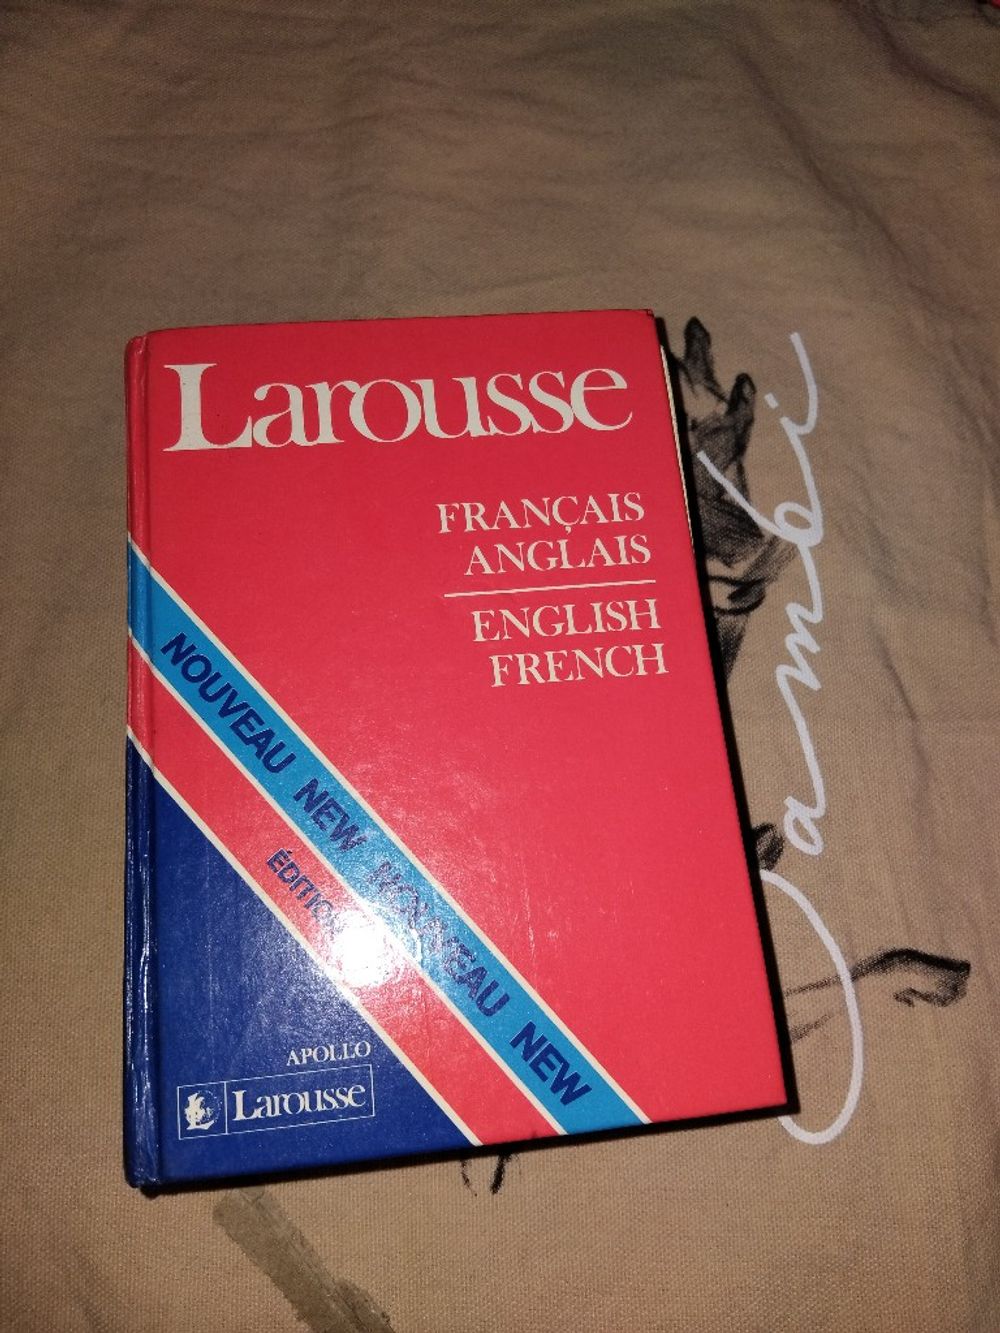 Larousse
FRANÇAIS
ANGLAIS
ENGLISH
FRENCH
NOUVEAU NEW NOUVEAU NEW
APOLLO
Larousse